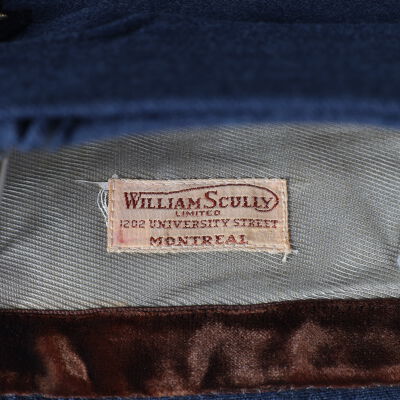 WILLIAM SCULLY
LIMITED
1202 UNIVERSITY STREET
MONTREAL